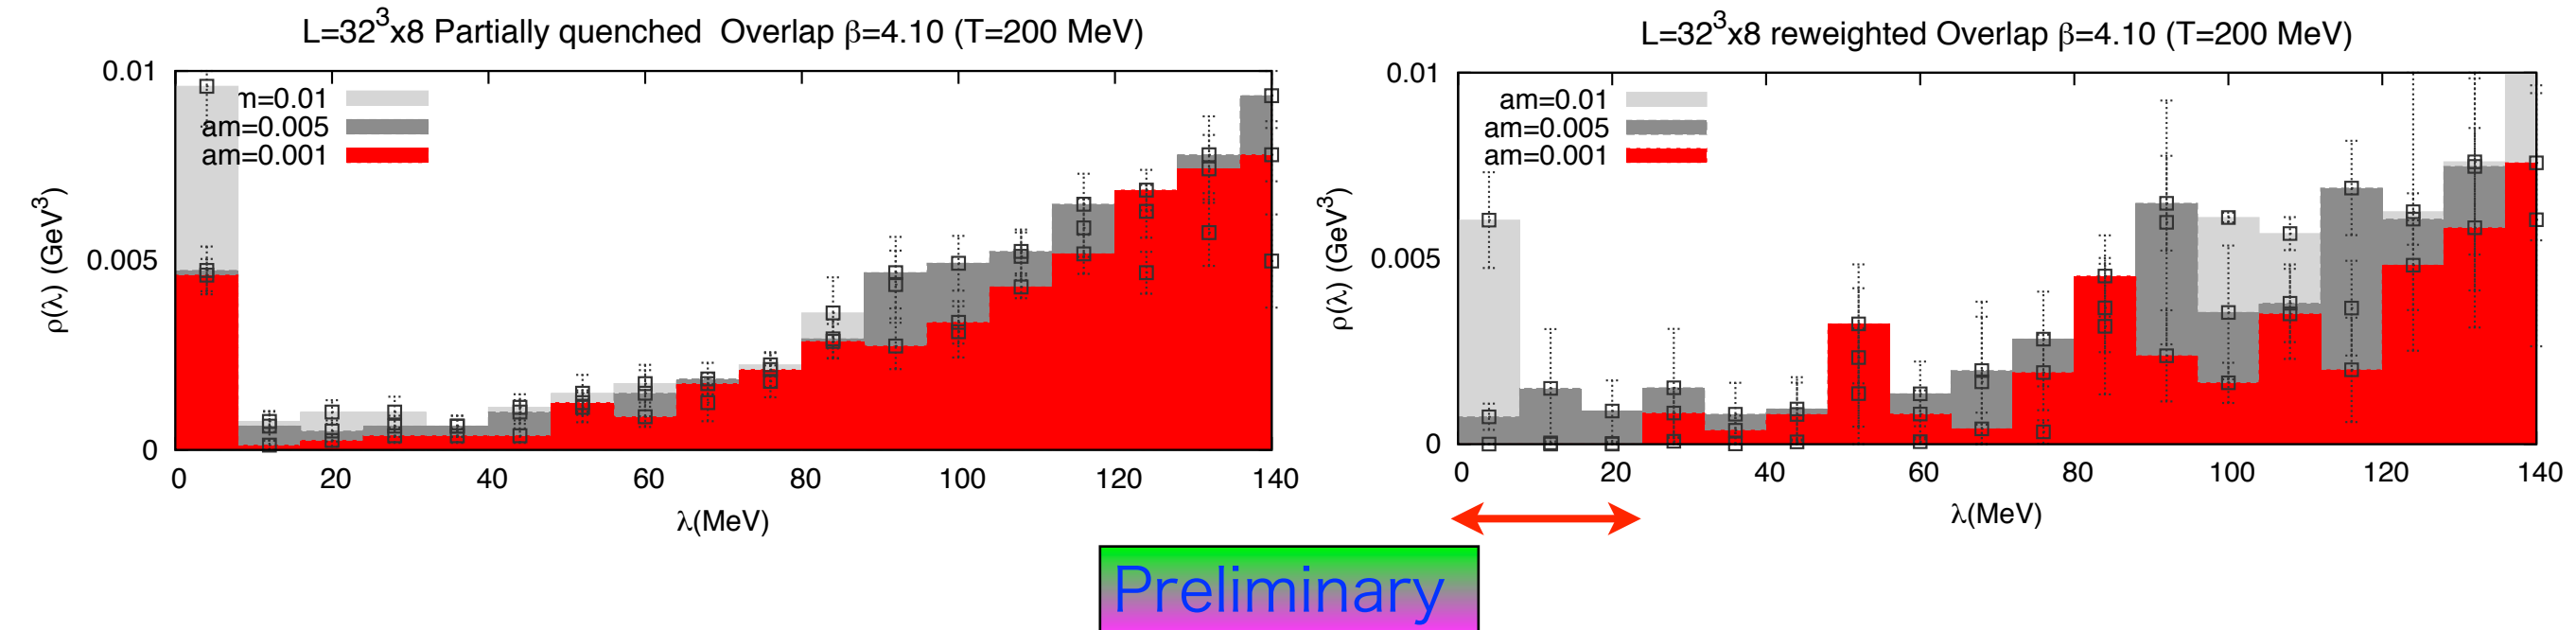 L=32³x8 Partially quenched Overlap β=4.10 (T=200 MeV)
0.01
0.005
0
ρ(λ) (GeV³)
m=0.01
am=0.005
am=0.001
0 20 40 60 80 100 120 140
λ(MeV)
L=32³x8 reweighted Overlap β=4.10 (T=200 MeV)
0.01
0.005
0
ρ(λ) (GeV³)
am=0.01
am=0.005
am=0.001
0 20 40 60 80 100 120 140
λ(MeV)
Preliminary